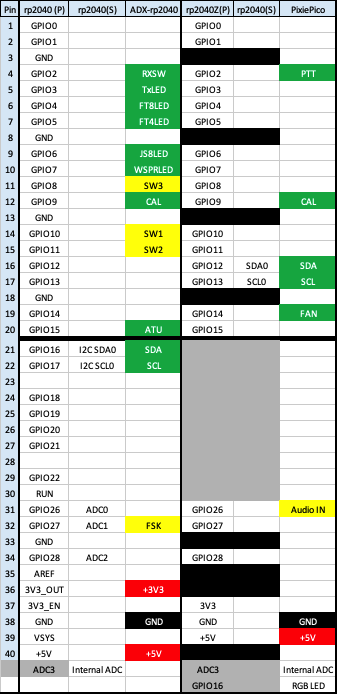 Pin rp2040 (P) rp2040(S) ADX-rp2040 rp2040Z(P) rp2040(S) PixiePico
1 GPIO0 GPIO0
2 GPIO1 GPIO1
3 GND
4 GPIO2 RXSW GPIO2 PTT
5 GPIO3 TxLED GPIO3
6 GPIO4 FT8LED GPIO4
7 GPIO5 FT4LED GPIO5
8 GND
9 GPIO6 JS8LED GPIO6
10 GPIO7 WSPRLED GPIO7
11 GPIO8 SW3 GPIO8
12 GPIO9 CAL GPIO9 CAL
13 GND
14 GPIO10 SW1 GPIO10
15 GPIO11 SW2 GPIO11
16 GPIO12 GPIO12 SDA0 SDA
17 GPIO13 GPIO13 SCL0 SCL
18 GND
19 GPIO14 GPIO14 FAN
20 GPIO15 ATU GPIO15
21 GPIO16 I2C SDA0 SDA
22 GPIO17 I2C SCL0 SCL
23
24 GPIO18
25 GPIO19
26 GPIO20
27 GPIO21
28
29 GPIO22
30 RUN
31 GPIO26 ADC0 GPIO26 Audio IN
32 GPIO27 ADC1 FSK GPIO27
33 GND
34 GPIO28 ADC2 GPIO28
35 AREF
36 3V3_OUT +3V3
37 3V3_EN 3V3
38 GND GND GND GND
39 VSYS +5V +5V
40 +5V +5V
ADC3 Internal ADC ADC3 Internal ADC
GPIO16 RGB LED